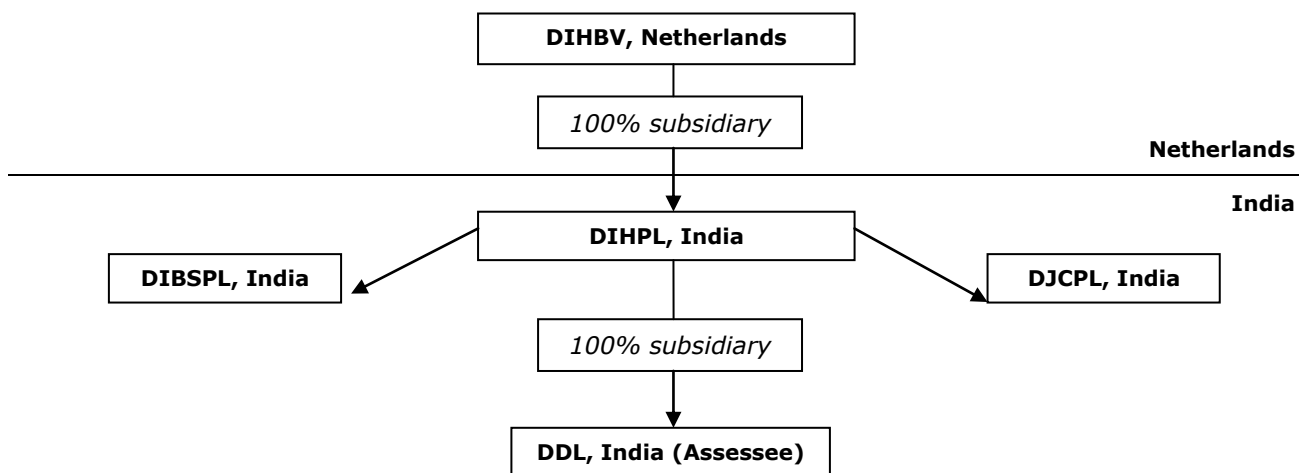 DIHBV, Netherlands
100% subsidiary
Netherlands
India
DIHPL, India
DIBSPL, India
DJCPL, India
100% subsidiary
DDL, India (Assessee)